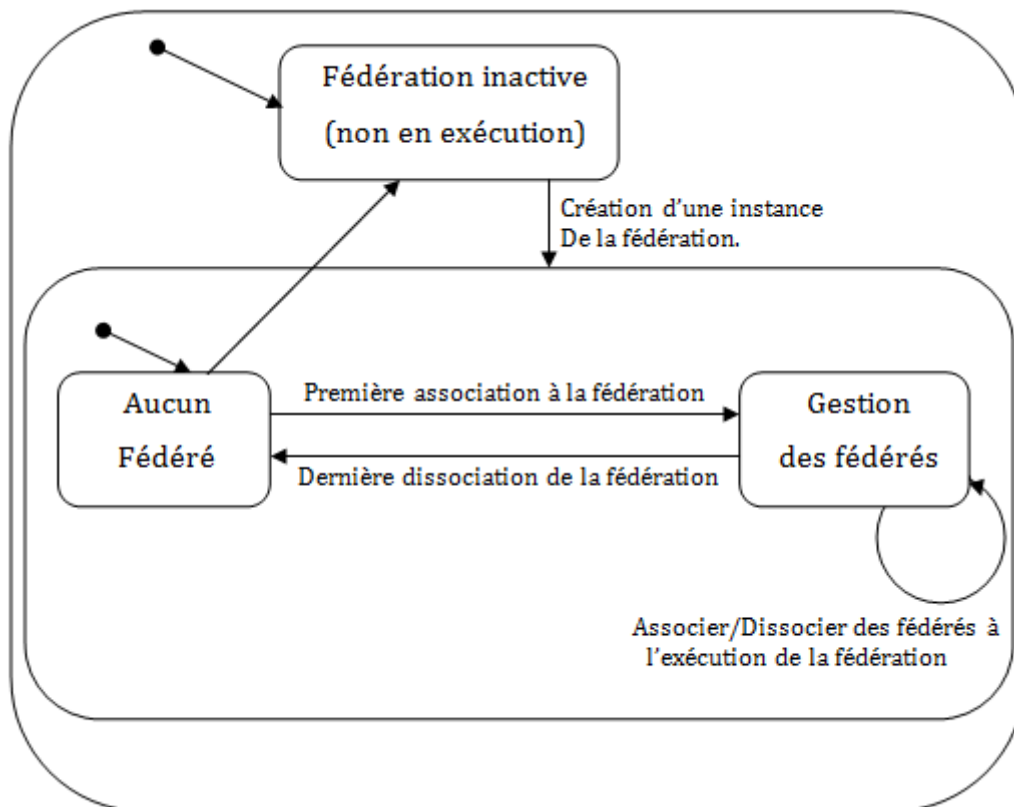 Fédération inactive
(non en exécution)
Création d'une instance
De la fédération.
Aucun
Fédéré
Première association à la fédération
Dernière dissociation de la fédération
Gestion
des fédérés
Associer/Dissocier des fédérés à
l'exécution de la fédération